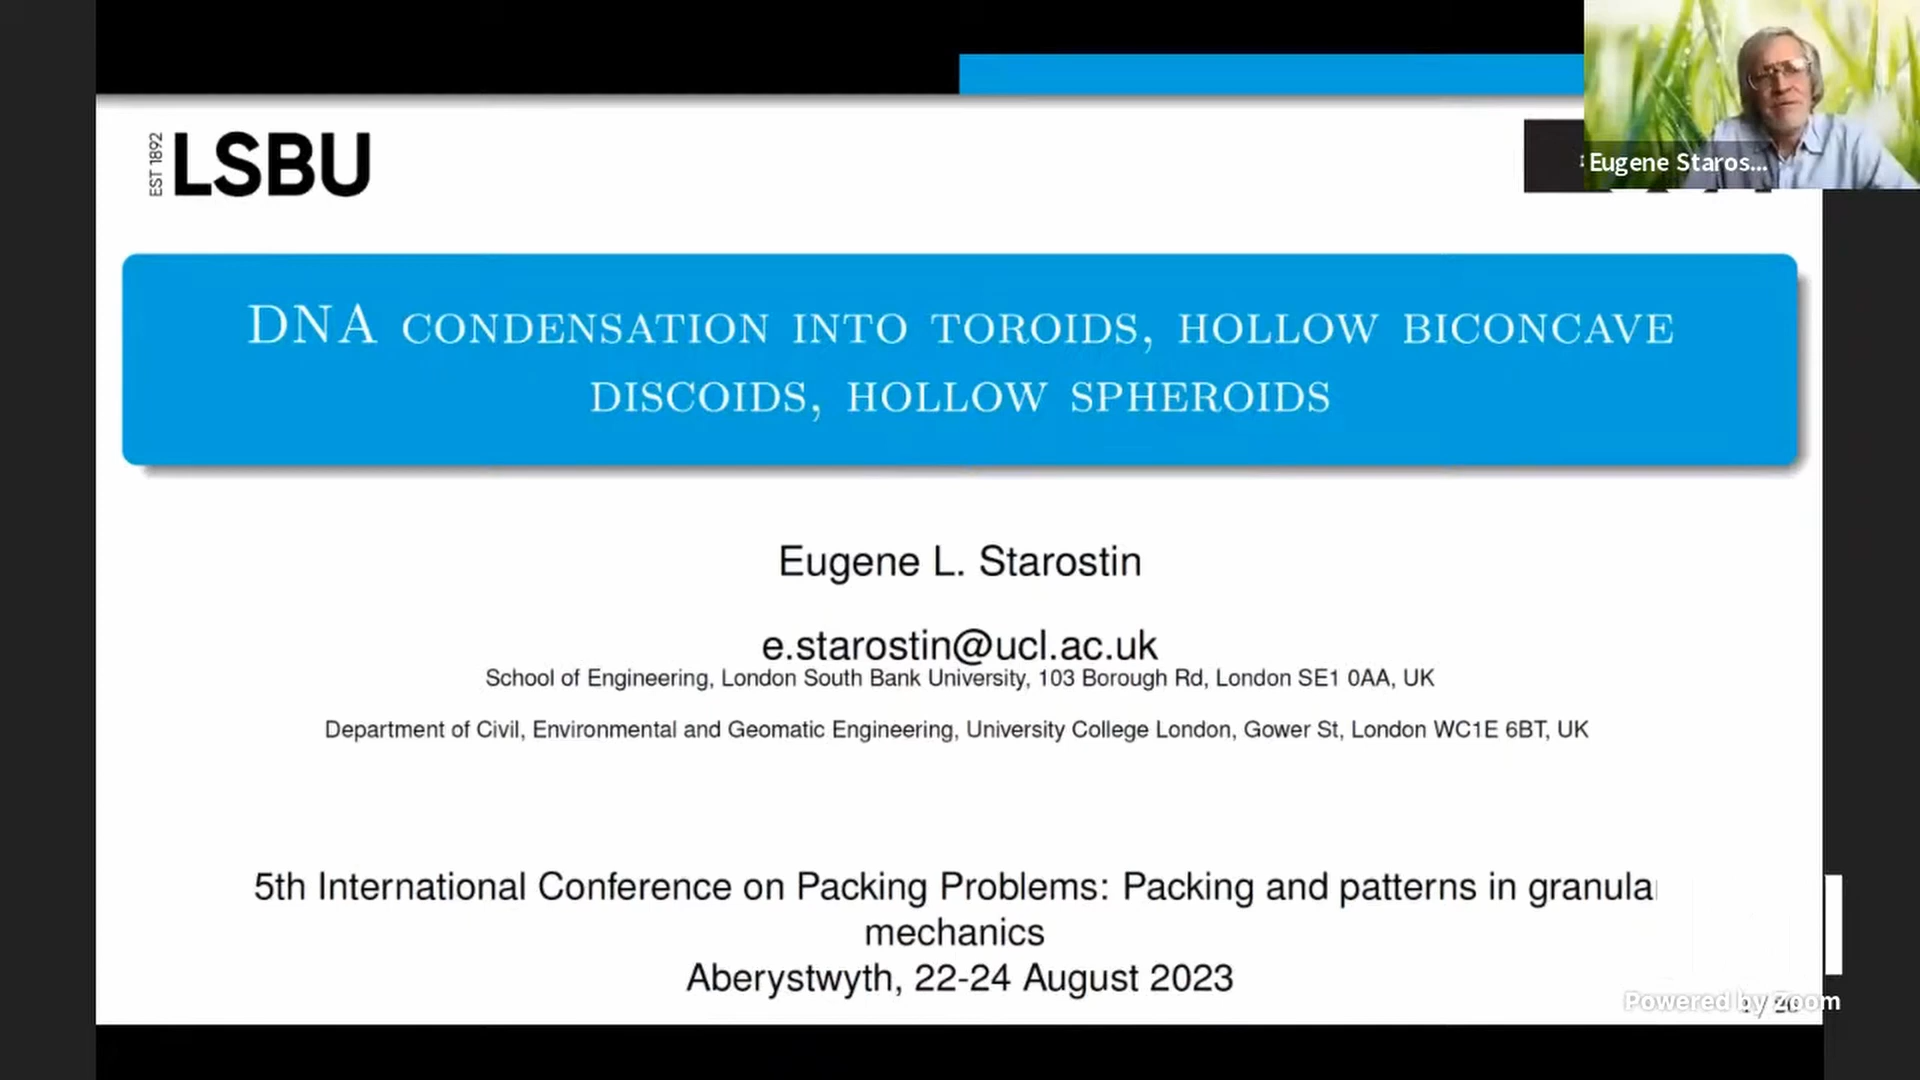 EST 1892
LSBU
Eugene Staros...
DNA CONDENSATION INTO TOROIDS, HOLLOW BICONCAVE
DISCOIDS, HOLLOW SPHEROIDS
Eugene L. Starostin
e.starostin@ucl.ac.uk
School of Engineering, London South Bank University, 103 Borough Rd, London SE1 0AA, UK
Department of Civil, Environmental and Geomatic Engineering, University College London, Gower St, London WC1E 6BT, UK
5th International Conference on Packing Problems: Packing and patterns in granular
mechanics
Aberystwyth, 22-24 August 2023
Powered by Zoom